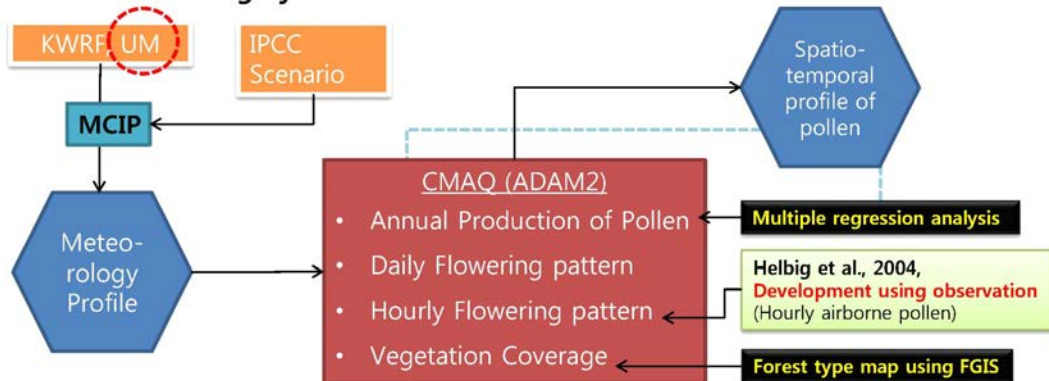 KWRF, UM
IPCC
Scenario
MCIP
Meteo-
rology
Profile
CMAQ (ADAM2)
• Annual Production of Pollen
• Daily Flowering pattern
• Hourly Flowering pattern
• Vegetation Coverage
Spatio-
temporal
profile of
pollen
Multiple regression analysis
Helbig et al., 2004,
Development using observation
(Hourly airborne pollen)
Forest type map using FGIS